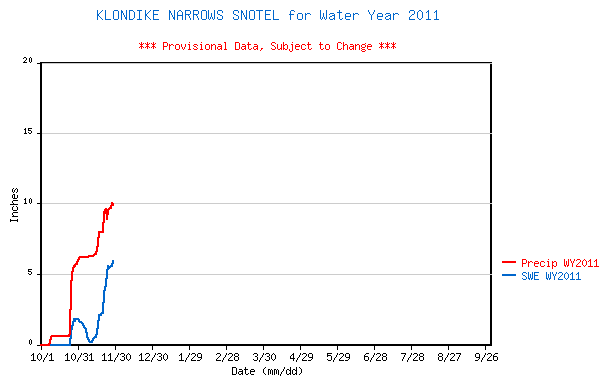 KLONDIKE NARROWS SNOTEL for Water Year 2011
*** Provisional Data, Subject to Change ***
20
15
10
5
0
Inches
10/1 10/31 11/30 12/30 1/29 2/28 3/30 4/29 5/29 6/28 7/28 8/27 9/26
Date (mm/dd)
Precip WY2011
SWE WY2011